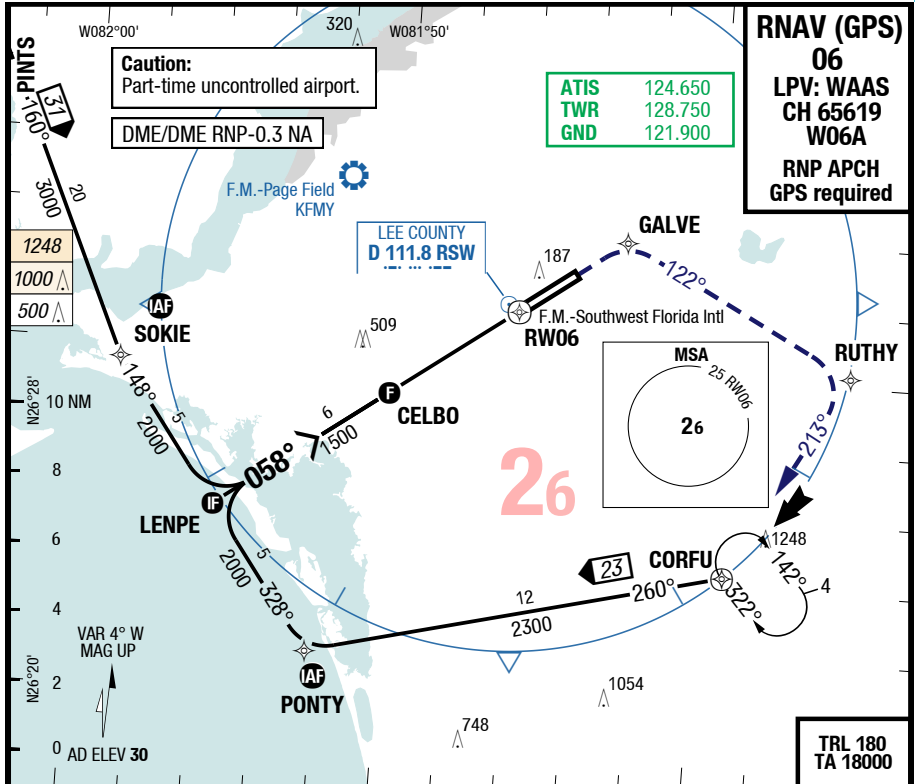 W082°00'
320
W081°50'
RNAV (GPS)
06
LPV: WAAS
CH 65619
W06A
RNP APCH
GPS required
Caution:
Part-time uncontrolled airport.
DME/DME RNP-0.3 NA
ATIS 124.650
TWR 128.750
GND 121.900
PINTS
31
160°
20
3000
F.M.-Page Field
KFMY
LEE COUNTY
D 111.8 RSW
GALVE
187
122°
1248
1000
500
IAF
SOKIE
509
RW06
F.M.-Southwest Florida Intl
RUTHY
MSA
25 RW06
26
148°
5
2000
N26°28'
10 NM
F
CELBO
6
1500
213°
058°
26
8
IF
LENPE
6
5
2000
328°
23
CORFU
1248
142°
4
322°
260°
12
2300
4
VAR 4° W
MAG UP
N26°20'
2
IAF
PONTY
1054
748
0
AD ELEV 30
TRL 180
TA 18000